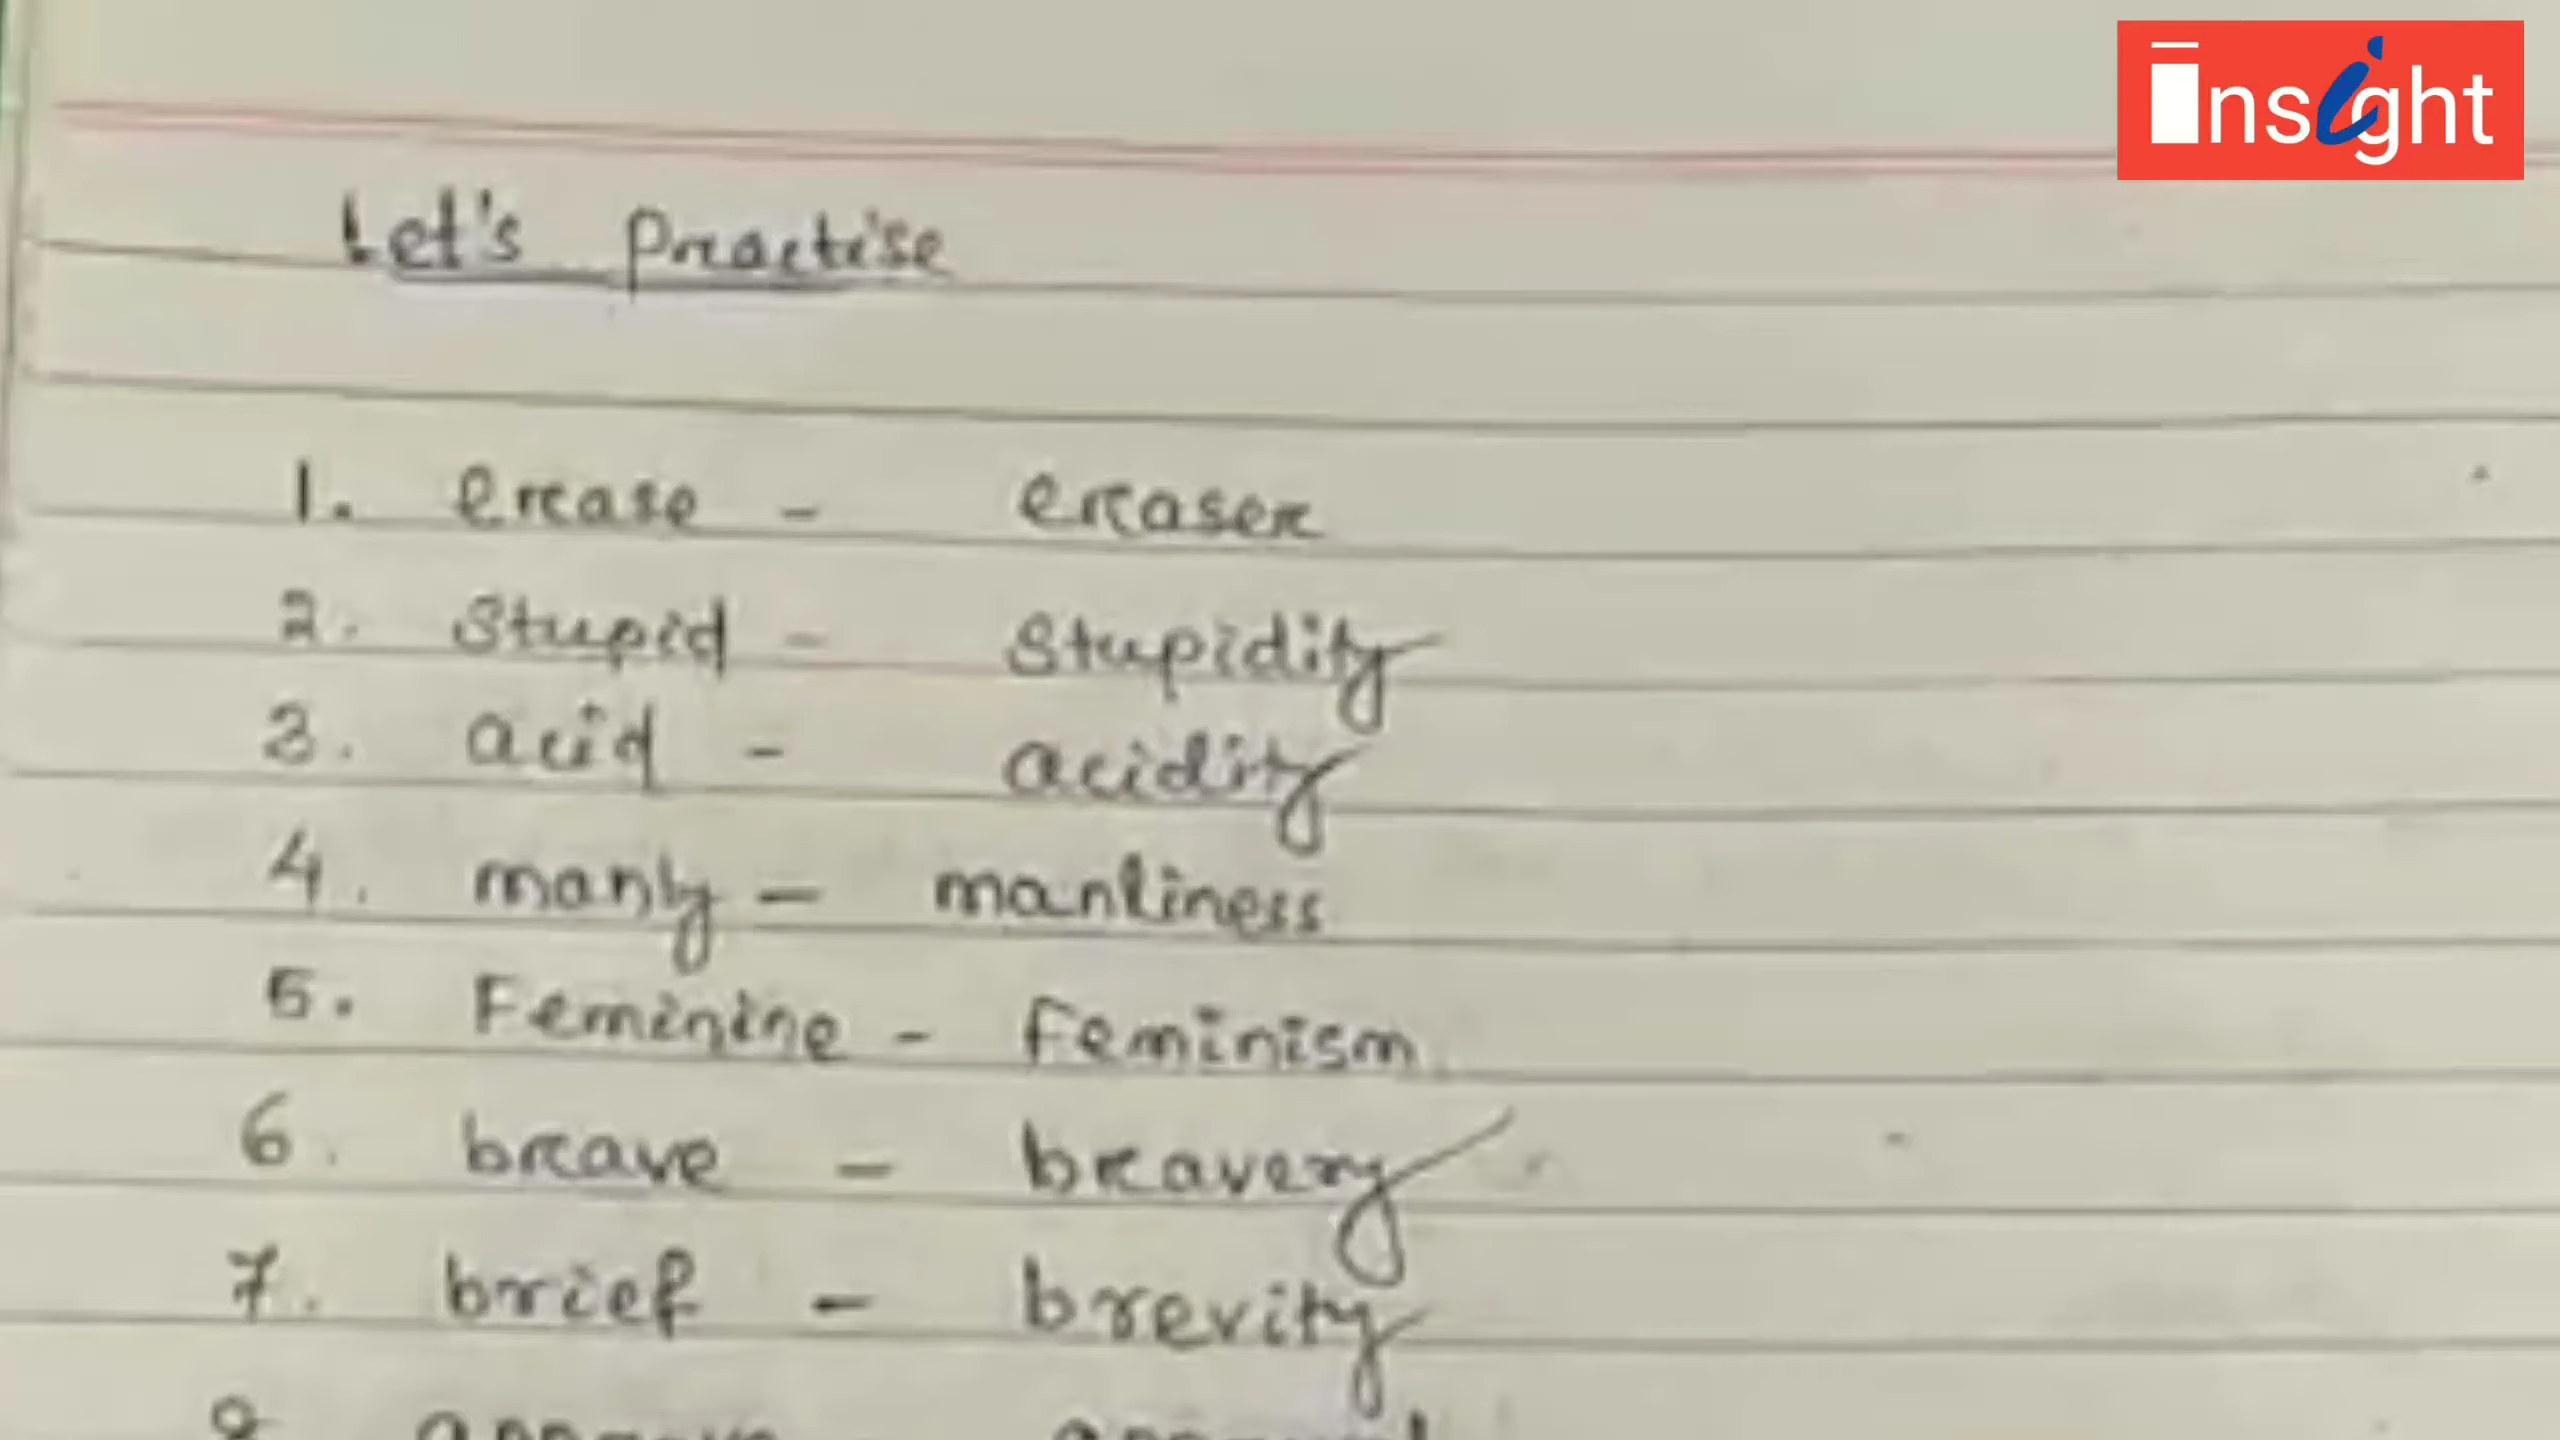 Insight
Let's Practise
1. erase - eraser
2. Stupid - Stupidity
3. acid - acidity
4. manly - manliness
5. Feminine - Feminism
6. brave - bravery
7. brief - brevity
8